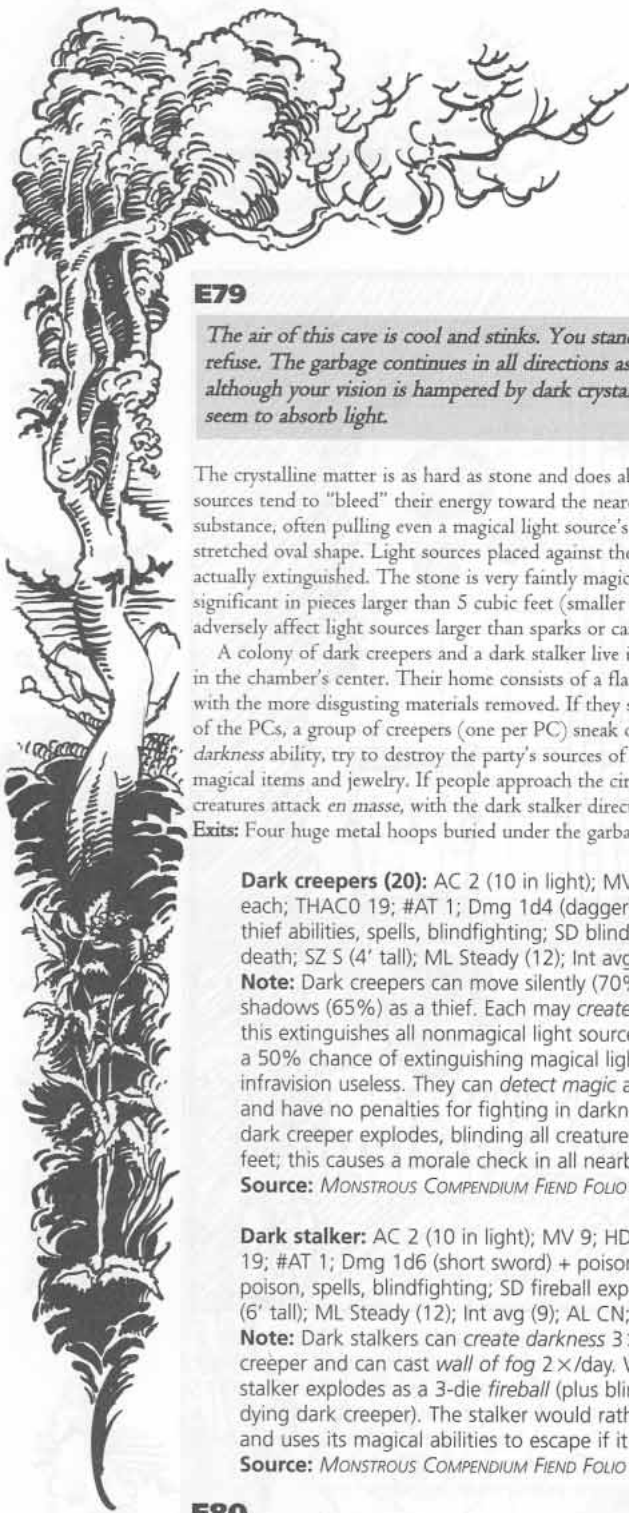 E79
The air of this cave is cool and stinks. You stand
refuse. The garbage continues in all directions as
although your vision is hampered by dark crystal
seem to absorb light.
The crystalline matter is as hard as stone and does al
sources tend to "bleed" their energy toward the near
substance, often pulling even a magical light source's
stretched oval shape. Light sources placed against the
actually extinguished. The stone is very faintly magic
significant in pieces larger than 5 cubic feet (smaller
adversely affect light sources larger than sparks or ca
A colony of dark creepers and a dark stalker live i
in the chamber's center. Their home consists of a fla
with the more disgusting materials removed. If they s
of the PCs, a group of creepers (one per PC) sneak o
darkness ability, try to destroy the party's sources of
magical items and jewelry. If people approach the cir
creatures attack en masse, with the dark stalker direct
Exits: Four huge metal hoops buried under the garba
Dark creepers (20): AC 2 (10 in light); MV
each; THAC0 19; #AT 1; Dmg 1d4 (dagger
thief abilities, spells, blindfighting; SD blind
death; SZ S (4' tall); ML Steady (12); Int avg
Note: Dark creepers can move silently (70%
shadows (65%) as a thief. Each may create
this extinguishes all nonmagical light source
a 50% chance of extinguishing magical ligh
infravision useless. They can detect magic a
and have no penalties for fighting in darkn
dark creeper explodes, blinding all creature
feet; this causes a morale check in all nearb
Source: MONSTROUS COMPENDIUM FIEND FOLIO
Dark stalker: AC 2 (10 in light); MV 9; HD
19; #AT 1; Dmg 1d6 (short sword) + poison
poison, spells, blindfighting; SD fireball exp
(6' tall); ML Steady (12); Int avg (9); AL CN;
Note: Dark stalkers can create darkness 3×
creeper and can cast wall of fog 2×/day. W
stalker explodes as a 3-die fireball (plus blin
dying dark creeper). The stalker would rath
and uses its magical abilities to escape if it
Source: MONSTROUS COMPENDIUM FIEND FOLIO
E80